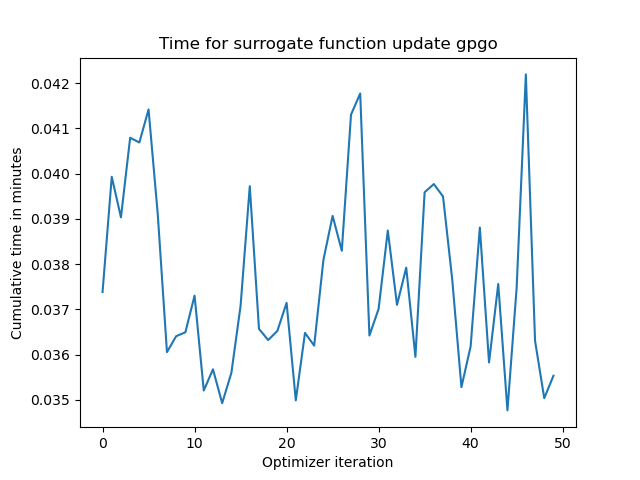 Time for surrogate function update gpgo
Cumulative time in minutes
0.042
0.041
0.040
0.039
0.038
0.037
0.036
0.035
0 10 20 30 40 50
Optimizer iteration